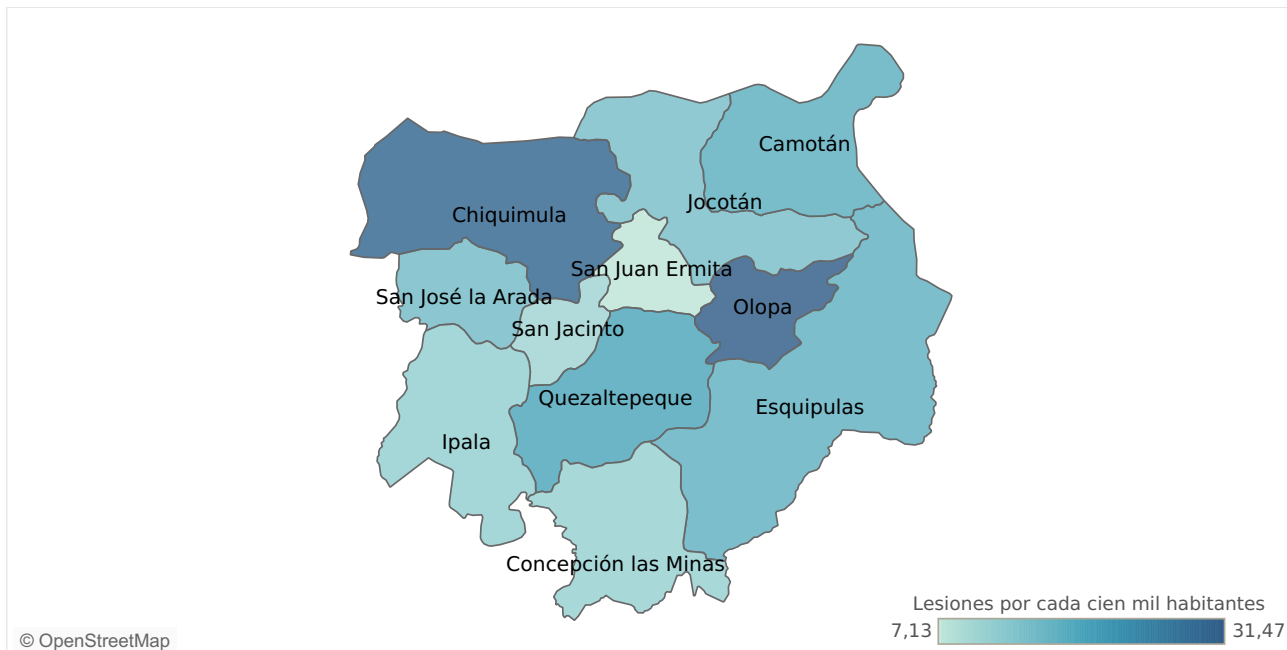 Camotán
Jocotán
Chiquimula
San Juan Ermita
San José la Arada
Olopa
San Jacinto
Quezaltepeque
Esquipulas
Ipala
Concepción las Minas
Lesiones por cada cien mil habitantes
7,13 31,47
© OpenStreetMap